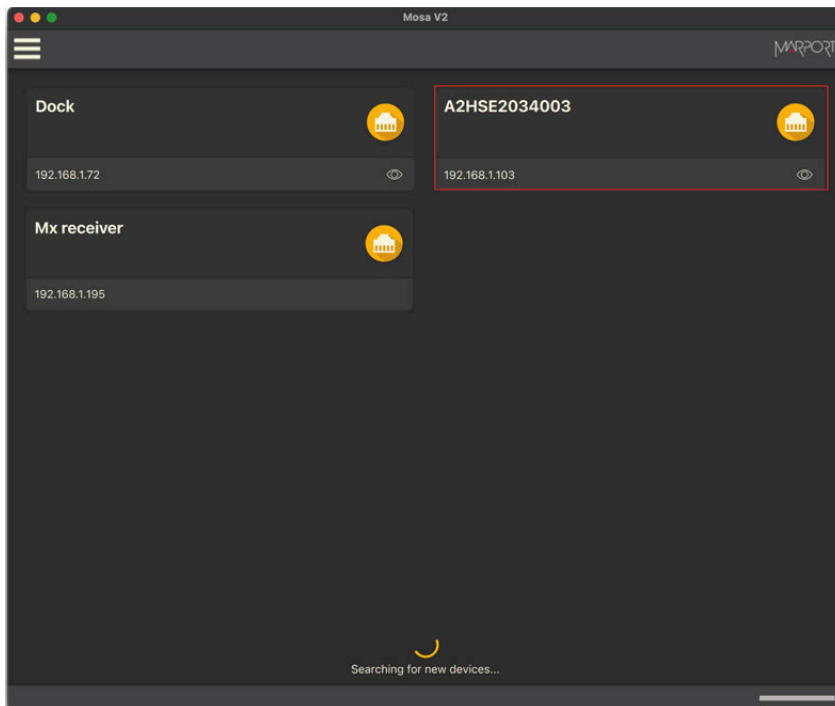 Mosa V2
MARPORT
Dock
192.168.1.72
A2HSE2034003
192.168.1.103
Mx receiver
192.168.1.195
Searching for new devices...